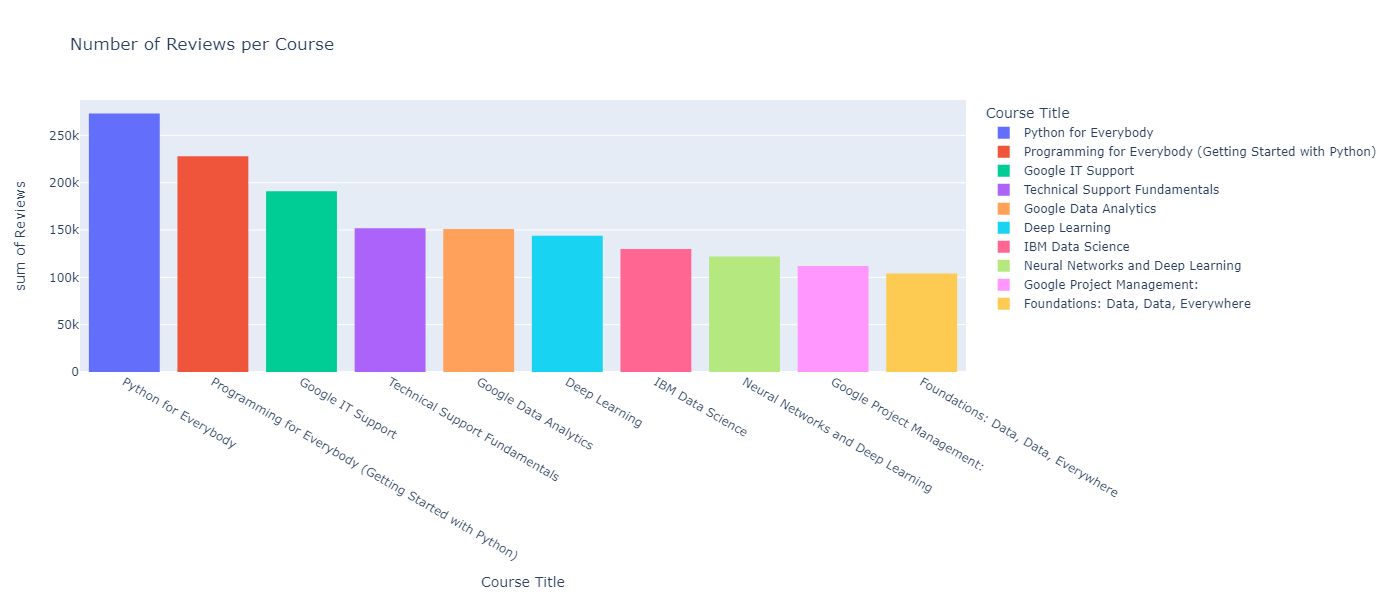 Number of Reviews per Course
sum of Reviews
250k
200k
150k
100k
50k
0
Python for Everybody
Programming for Everybody (Getting Started with Python)
Google IT Support
Technical Support Fundamentals
Google Data Analytics
Deep Learning
IBM Data Science
Neural Networks and Deep Learning
Google Project Management:
Foundations: Data, Data, Everywhere
Course Title
Course Title
Python for Everybody
Programming for Everybody (Getting Started with Python)
Google IT Support
Technical Support Fundamentals
Google Data Analytics
Deep Learning
IBM Data Science
Neural Networks and Deep Learning
Google Project Management:
Foundations: Data, Data, Everywhere